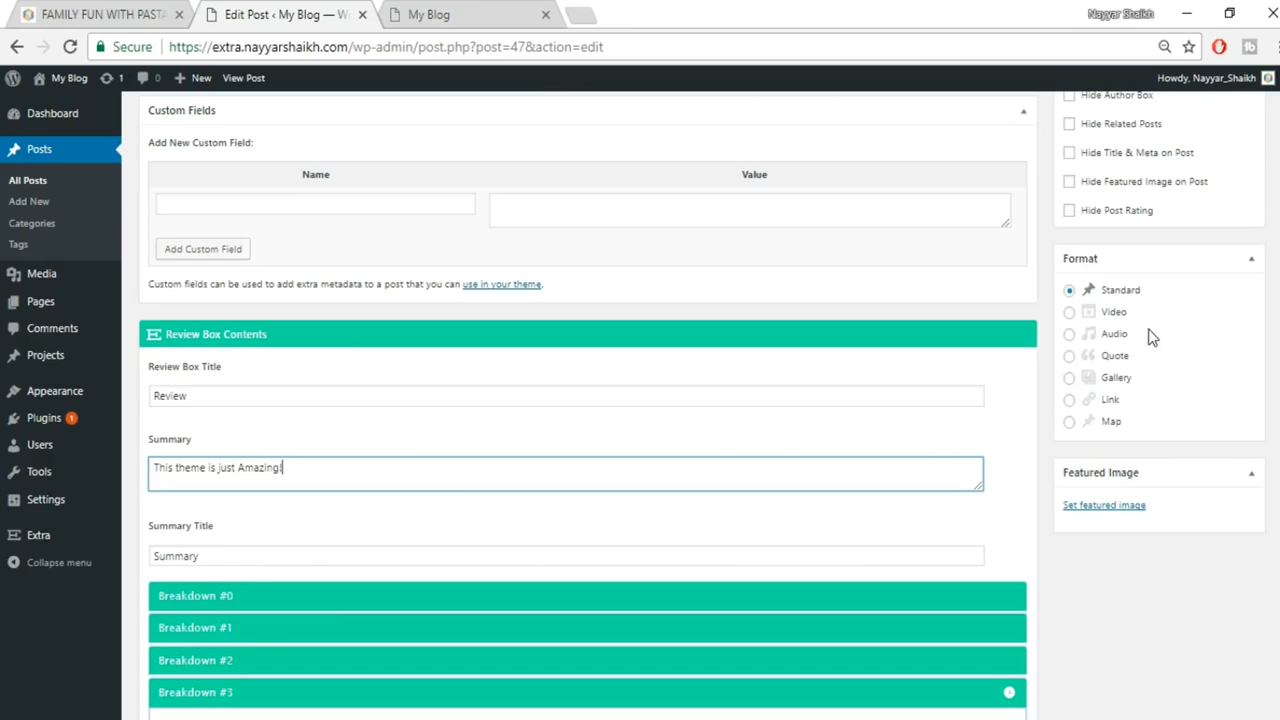 FAMILY FUN WITH PASTA
Edit Post ‹ My Blog — W
My Blog
Nayyar Shaikh
Secure
https://extra.nayyarshaikh.com/wp-admin/post.php?post=47&action=edit
My Blog
1
0
New
View Post
Howdy, Nayyar_Shaikh
Dashboard
Posts
All Posts
Add New
Categories
Tags
Media
Pages
Comments
Projects
Appearance
Plugins 1
Users
Tools
Settings
Extra
Collapse menu
Custom Fields
Add New Custom Field:
Name
Value
Add Custom Field
Custom fields can be used to add extra metadata to a post that you can use in your theme.
Review Box Contents
Review Box Title
Review
Summary
This theme is just Amazing!
Summary Title
Summary
Breakdown #0
Breakdown #1
Breakdown #2
Breakdown #3
Hide Author Box
Hide Related Posts
Hide Title & Meta on Post
Hide Featured Image on Post
Hide Post Rating
Format
Standard
Video
Audio
Quote
Gallery
Link
Map
Featured Image
Set featured image